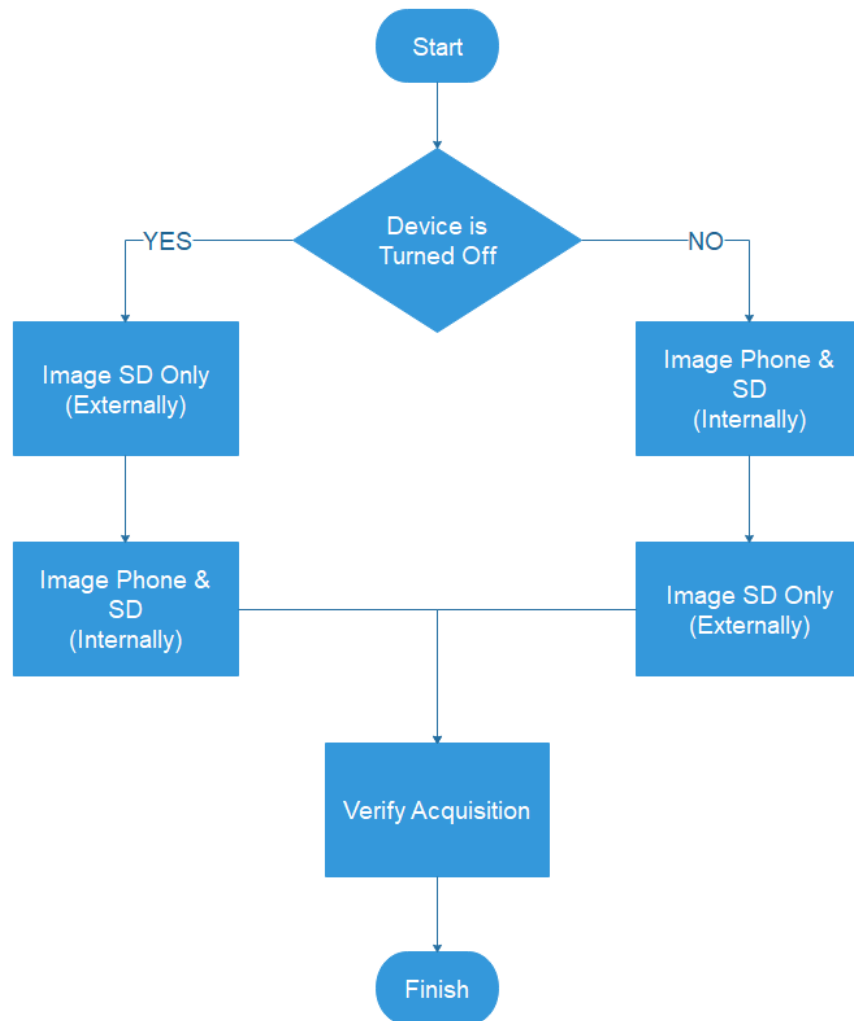 Start
Device is
Turned Off
YES
NO
Image SD Only
(Externally)
Image Phone &
SD
(Internally)
Image Phone &
SD
(Internally)
Image SD Only
(Externally)
Verify Acquisition
Finish